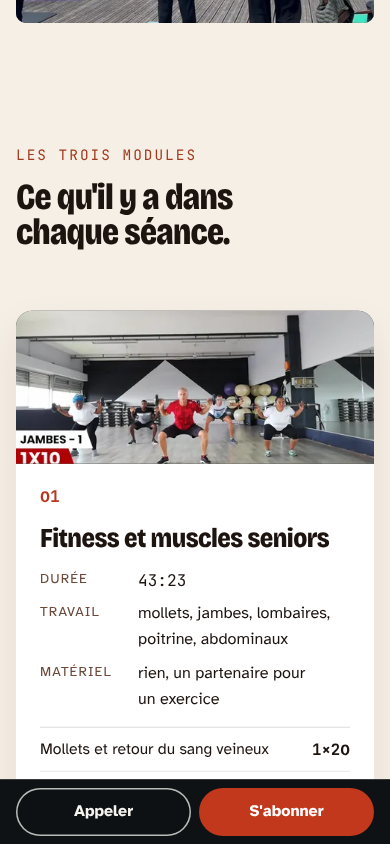 LES TROIS MODULES
Ce qu'il y a dans
chaque séance.
JAMBES - 1
1X10
01
Fitness et muscles seniors
DURÉE 43:23
TRAVAIL mollets, jambes, lombaires,
poitrine, abdominaux
MATÉRIEL rien, un partenaire pour
un exercice
Mollets et retour du sang veineux 1×20
Appeler S'abonner